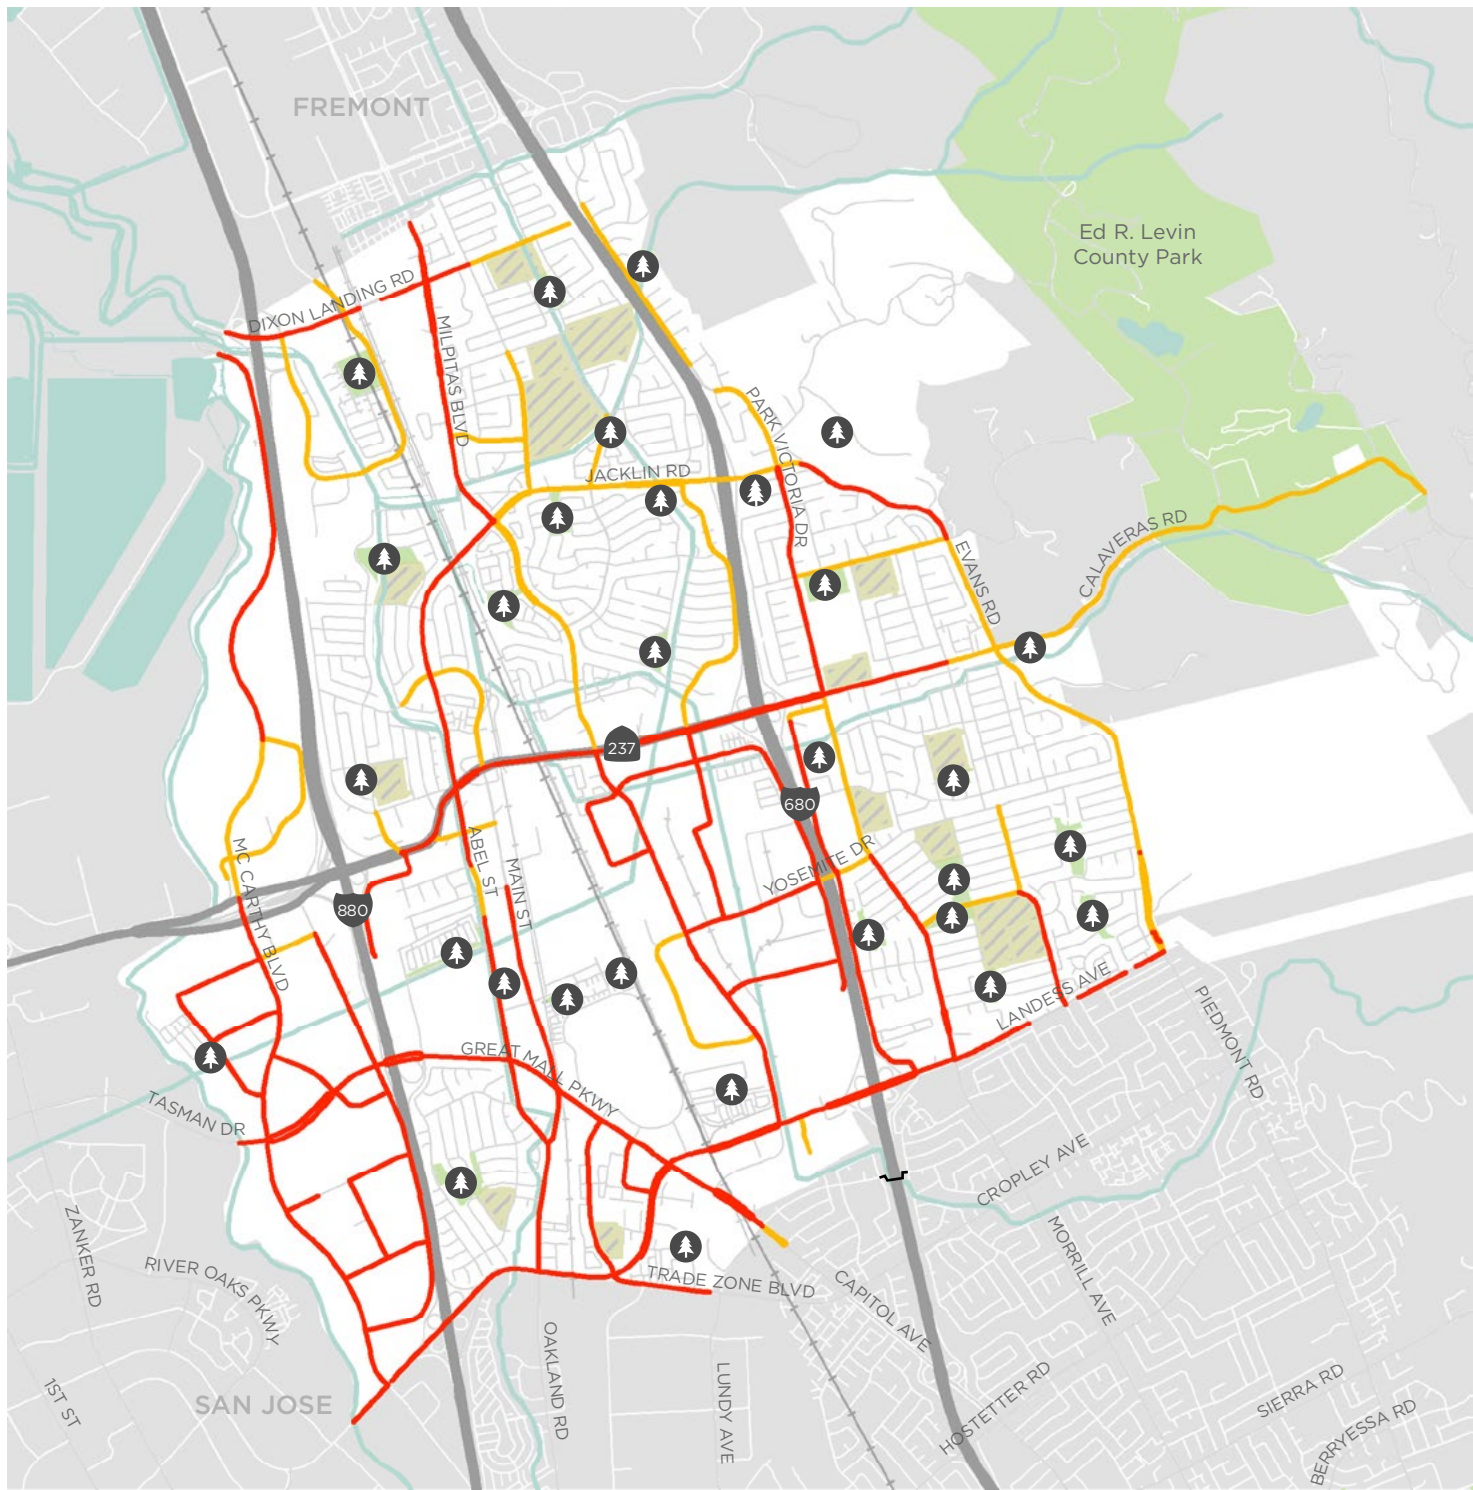 FREMONT
Ed R. Levin
County Park
DIXON LANDING RD
MILPITAS BLVD
PARK VICTORIA DR
JACKLIN RD
EVANS RD
CALAVERAS RD
237
680
YOSEMITE DR
MC CARTHY BLVD
ABEL ST
MAIN ST
880
LANDESS AVE
PIEDMONT RD
GREAT MALL PKWY
TASMAN DR
CROPLEY AVE
ZANKER RD
RIVER OAKS PKWY
MORRILL AVE
TRADE ZONE BLVD
CAPITOL AVE
OAKLAND RD
LUNDY AVE
HOSTETTER RD
SIERRA RD
BERRYESSA RD
1ST ST
SAN JOSE